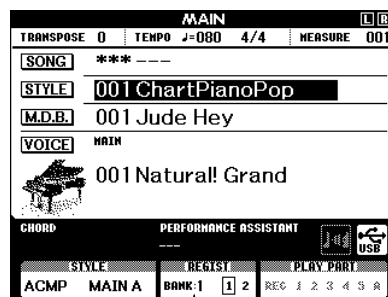 MAIN L R
TRANSPOSE 0 TEMPO ♩=080 4/4 MEASURE 001
SONG *** ---
STYLE 001 ChartPianoPop
M.D.B. 001 Jude Hey
VOICE MAIN
001 Natural! Grand
CHORD PERFORMANCE ASSISTANT
---
USB
STYLE REGIST PLAY PART
ACMP MAIN A BANK:1 1 2 REC 1 2 3 4 5 A